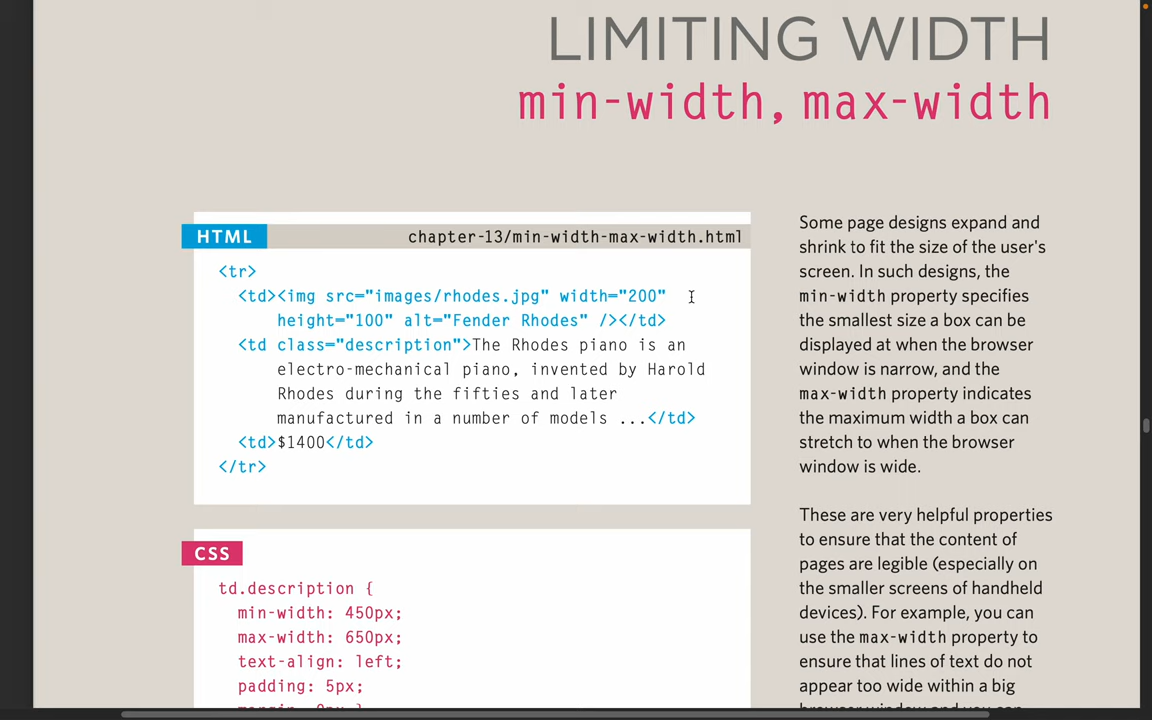 LIMITING WIDTH
min-width, max-width
HTML
chapter-13/min-width-max-width.html
<tr>
<td><img src="images/rhodes.jpg" width="200"
height="100" alt="Fender Rhodes" /></td>
<td class="description">The Rhodes piano is an
electro-mechanical piano, invented by Harold
Rhodes during the fifties and later
manufactured in a number of models ...</td>
<td>$1400</td>
</tr>
CSS
td.description {
min-width: 450px;
max-width: 650px;
text-align: left;
padding: 5px;
margin: 0px }
Some page designs expand and
shrink to fit the size of the user's
screen. In such designs, the
min-width property specifies
the smallest size a box can be
displayed at when the browser
window is narrow, and the
max-width property indicates
the maximum width a box can
stretch to when the browser
window is wide.
These are very helpful properties
to ensure that the content of
pages are legible (especially on
the smaller screens of handheld
devices). For example, you can
use the max-width property to
ensure that lines of text do not
appear too wide within a big
browser window and you can